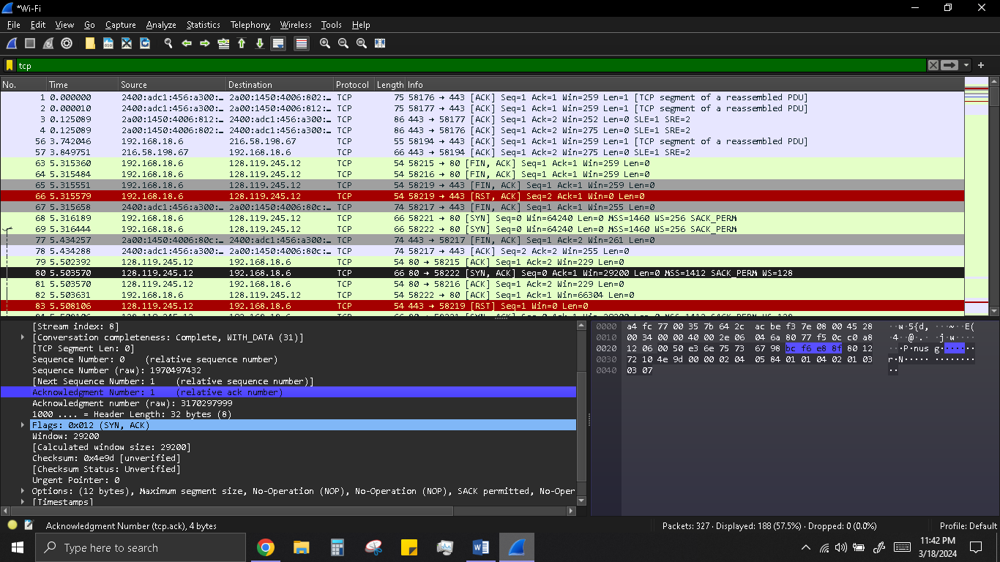 *Wi-Fi
File Edit View Go Capture Analyze Statistics Telephony Wireless Tools Help
tcp
No. Time Source Destination Protocol Length Info
1 0.000000 2400:adc1:456:a300:… 2a00:1450:4006:802:… TCP 75 58176 → 443 [ACK] Seq=1 Ack=1 Win=259 Len=1 [TCP segment of a reassembled PDU]
2 0.000010 2400:adc1:456:a300:… 2a00:1450:4006:802:… TCP 75 58177 → 443 [ACK] Seq=1 Ack=1 Win=259 Len=1 [TCP segment of a reassembled PDU]
3 0.125089 2a00:1450:4006:812:… 2400:adc1:456:a300:… TCP 86 443 → 58177 [ACK] Seq=1 Ack=2 Win=252 Len=0 SLE=1 SRE=2
4 0.125089 2a00:1450:4006:802:… 2400:adc1:456:a300:… TCP 86 443 → 58176 [ACK] Seq=1 Ack=2 Win=275 Len=0 SLE=1 SRE=2
56 3.742046 192.168.18.6 216.58.198.67 TCP 55 58194 → 443 [ACK] Seq=1 Ack=1 Win=259 Len=1 [TCP segment of a reassembled PDU]
57 3.849751 216.58.198.67 192.168.18.6 TCP 66 443 → 58194 [ACK] Seq=1 Ack=2 Win=275 Len=0 SLE=1 SRE=2
63 5.315360 192.168.18.6 128.119.245.12 TCP 54 58215 → 80 [FIN, ACK] Seq=1 Ack=1 Win=259 Len=0
64 5.315484 192.168.18.6 128.119.245.12 TCP 54 58216 → 80 [FIN, ACK] Seq=1 Ack=1 Win=259 Len=0
65 5.315551 192.168.18.6 128.119.245.12 TCP 54 58219 → 443 [FIN, ACK] Seq=1 Ack=1 Win=259 Len=0
66 5.315579 192.168.18.6 128.119.245.12 TCP 54 58219 → 443 [RST, ACK] Seq=2 Ack=1 Win=0 Len=0
67 5.315658 2400:adc1:456:a300:… 2a00:1450:4006:80c:… TCP 74 58217 → 443 [FIN, ACK] Seq=1 Ack=1 Win=255 Len=0
68 5.316189 192.168.18.6 128.119.245.12 TCP 66 58221 → 80 [SYN] Seq=0 Win=64240 Len=0 MSS=1460 WS=256 SACK_PERM
69 5.316444 192.168.18.6 128.119.245.12 TCP 66 58222 → 80 [SYN] Seq=0 Win=64240 Len=0 MSS=1460 WS=256 SACK_PERM
77 5.434257 2a00:1450:4006:80c:… 2400:adc1:456:a300:… TCP 74 443 → 58217 [FIN, ACK] Seq=1 Ack=2 Win=261 Len=0
78 5.434288 2400:adc1:456:a300:… 2a00:1450:4006:80c:… TCP 74 58217 → 443 [ACK] Seq=2 Ack=2 Win=255 Len=0
79 5.502392 128.119.245.12 192.168.18.6 TCP 54 80 → 58215 [ACK] Seq=1 Ack=2 Win=229 Len=0
80 5.503570 128.119.245.12 192.168.18.6 TCP 66 80 → 58222 [SYN, ACK] Seq=0 Ack=1 Win=29200 Len=0 MSS=1412 SACK_PERM WS=128
81 5.503570 128.119.245.12 192.168.18.6 TCP 54 80 → 58216 [ACK] Seq=1 Ack=2 Win=229 Len=0
82 5.503631 192.168.18.6 128.119.245.12 TCP 54 58222 → 80 [ACK] Seq=1 Ack=1 Win=66304 Len=0
83 5.508106 128.119.245.12 192.168.18.6 TCP 54 443 → 58219 [RST] Seq=1 Win=0 Len=0
[Stream index: 8]
[Conversation completeness: Complete, WITH_DATA (31)]
[TCP Segment Len: 0]
Sequence Number: 0 (relative sequence number)
Sequence Number (raw): 1970497432
[Next Sequence Number: 1 (relative sequence number)]
Acknowledgment Number: 1 (relative ack number)
Acknowledgment number (raw): 3170297999
1000 .... = Header Length: 32 bytes (8)
Flags: 0x012 (SYN, ACK)
Window: 29200
[Calculated window size: 29200]
Checksum: 0x4e9d [unverified]
[Checksum Status: Unverified]
Urgent Pointer: 0
Options: (12 bytes), Maximum segment size, No-Operation (NOP), No-Operation (NOP), SACK permitted, No-Oper
[Timestamps]
0000 a4 fc 77 00 35 7b 64 2c ac be f3 7e 08 00 45 28 ··w·5{d, ···~··E(
0010 00 34 00 00 40 00 2e 06 04 6a 80 77 f5 0c c0 a8 ·4··@·.· ·j·w····
0020 12 06 00 50 e3 6e 75 73 67 98 bc f6 e8 8f 80 12 ···P·nus g·······
0030 72 10 4e 9d 00 00 02 04 05 84 01 01 04 02 01 03 r·N····· ········
0040 03 07 ··
Acknowledgment Number (tcp.ack), 4 bytes
Packets: 327 · Displayed: 188 (57.5%) · Dropped: 0 (0.0%)
Profile: Default
Type here to search
11:42 PM
3/18/2024